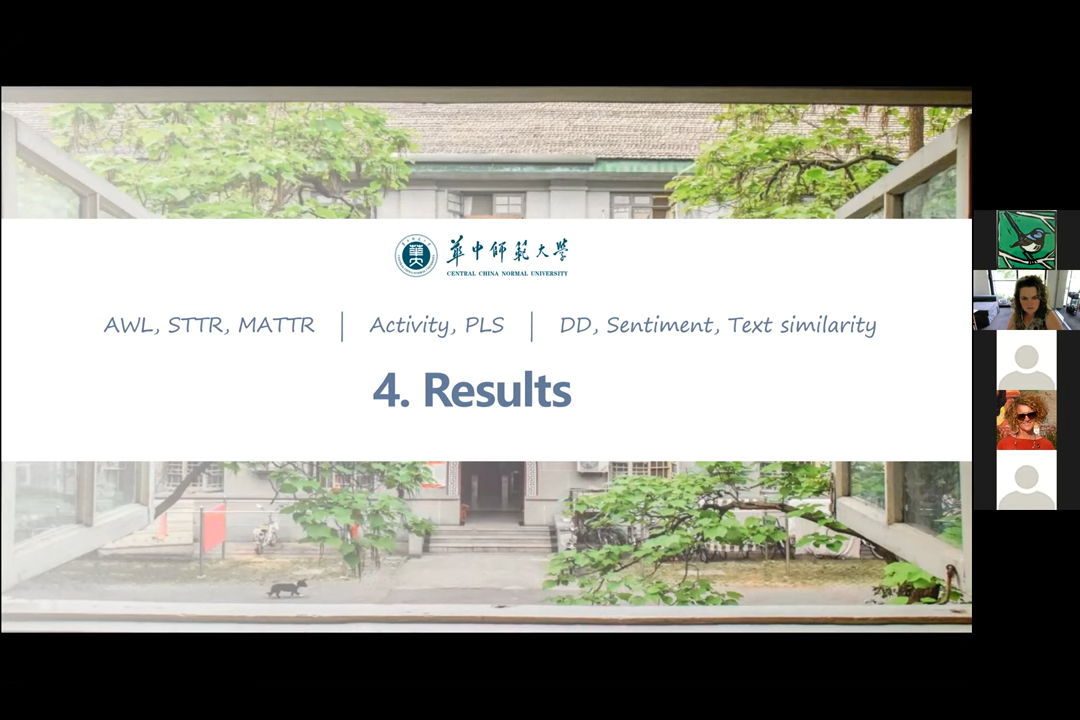 華中師範大學
CENTRAL CHINA NORMAL UNIVERSITY
AWL, STTR, MATTR | Activity, PLS | DD, Sentiment, Text similarity
4. Results